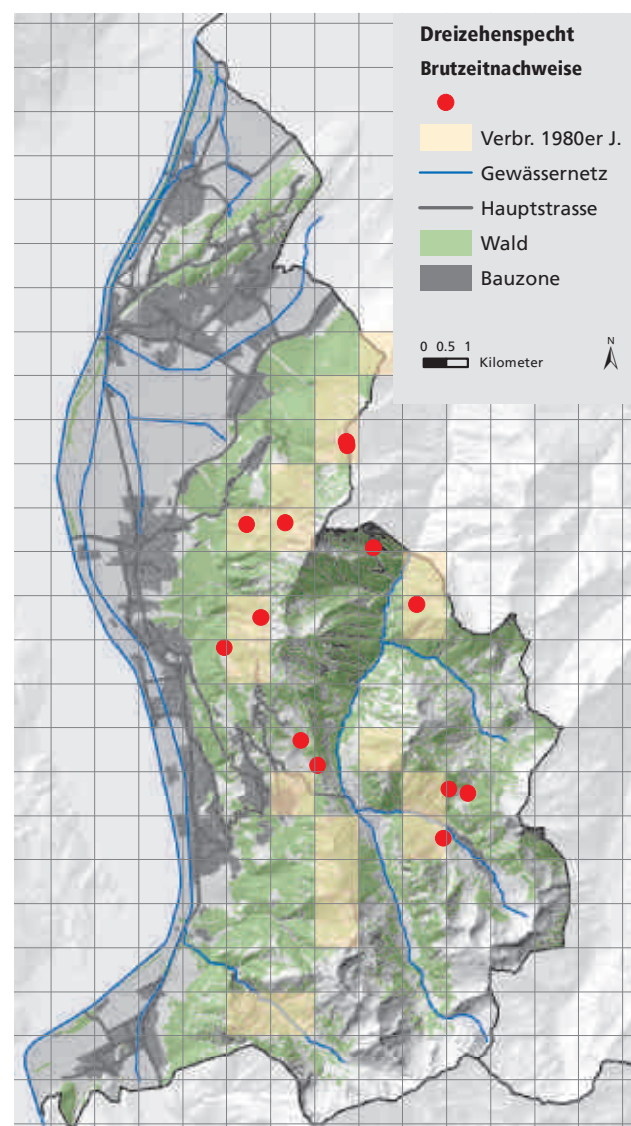 Dreizehenspecht
Brutzeitnachweise
Verbr. 1980er J.
Gewässernetz
Hauptstrasse
Wald
Bauzone
0 0.5 1
Kilometer
N